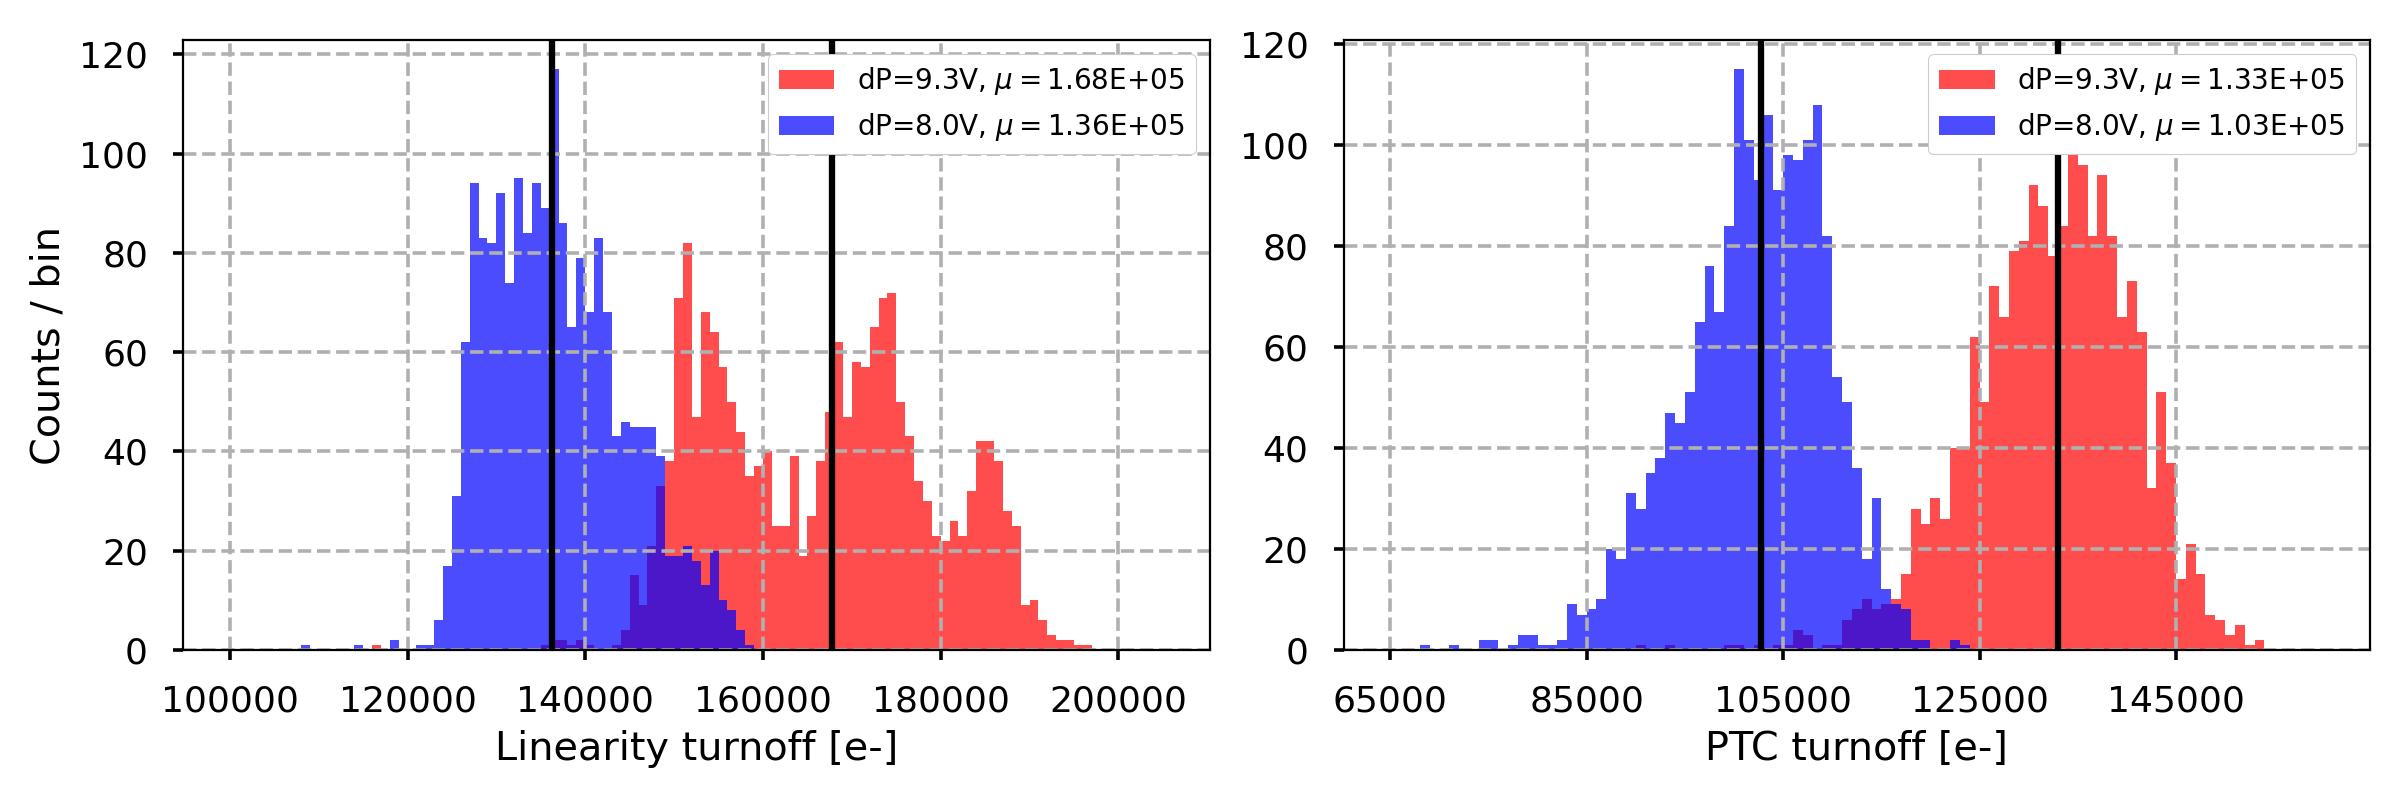 120
100
80
60
40
20
0
Counts / bin
100000 120000 140000 160000 180000 200000
Linearity turnoff [e-]
dP=9.3V, μ = 1.68E+05
dP=8.0V, μ = 1.36E+05
120
100
80
60
40
20
0
65000 85000 105000 125000 145000
PTC turnoff [e-]
dP=9.3V, μ = 1.33E+05
dP=8.0V, μ = 1.03E+05